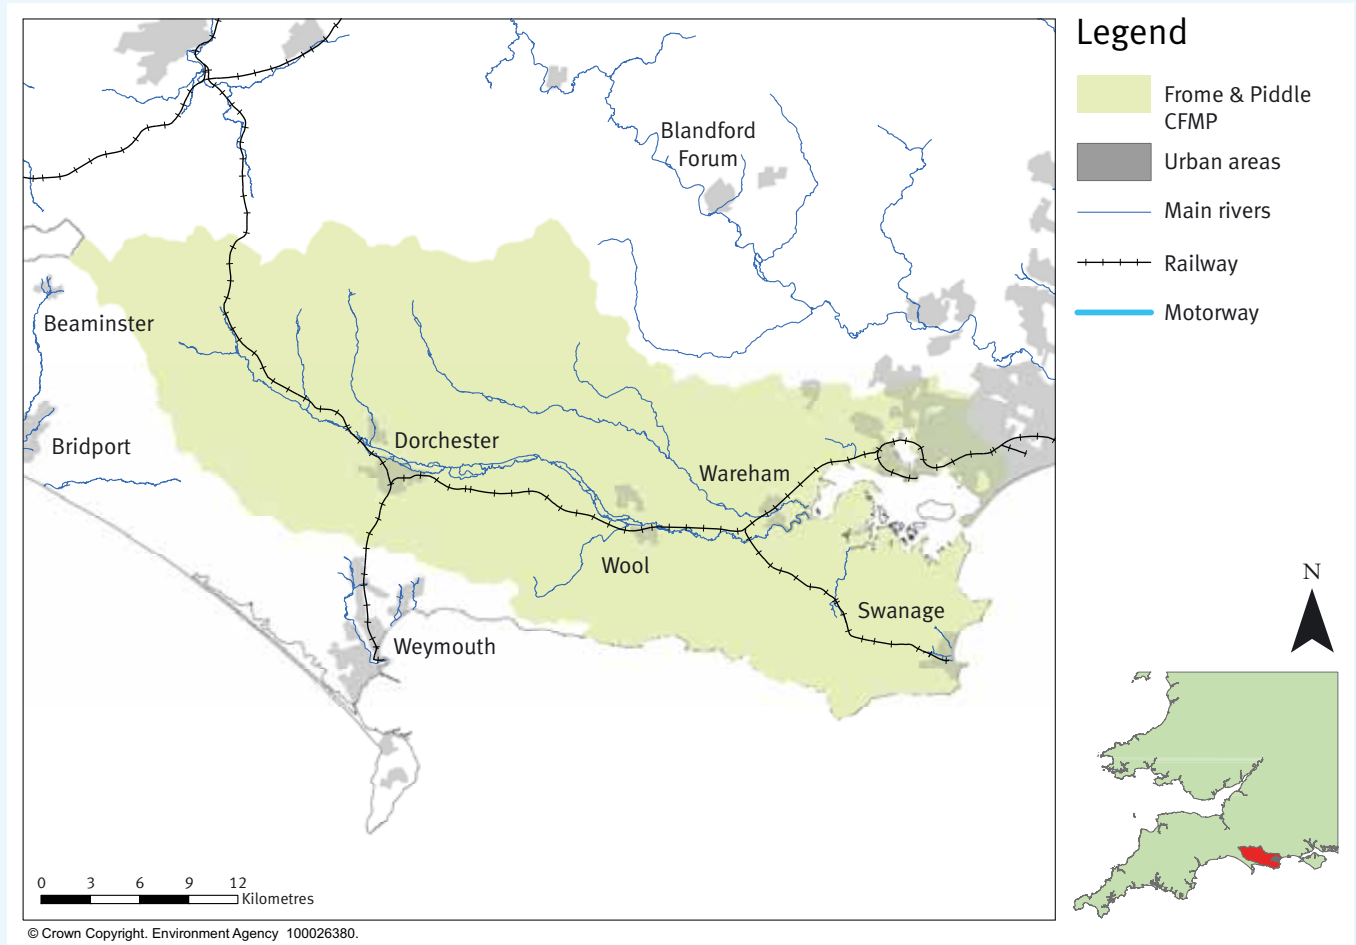 Legend
Frome & Piddle
CFMP
Urban areas
Main rivers
Railway
Motorway
Blandford
Forum
Beaminster
Bridport
Dorchester
Wareham
Wool
Swanage
Weymouth
N
0 3 6 9 12
Kilometres
© Crown Copyright. Environment Agency 100026380.